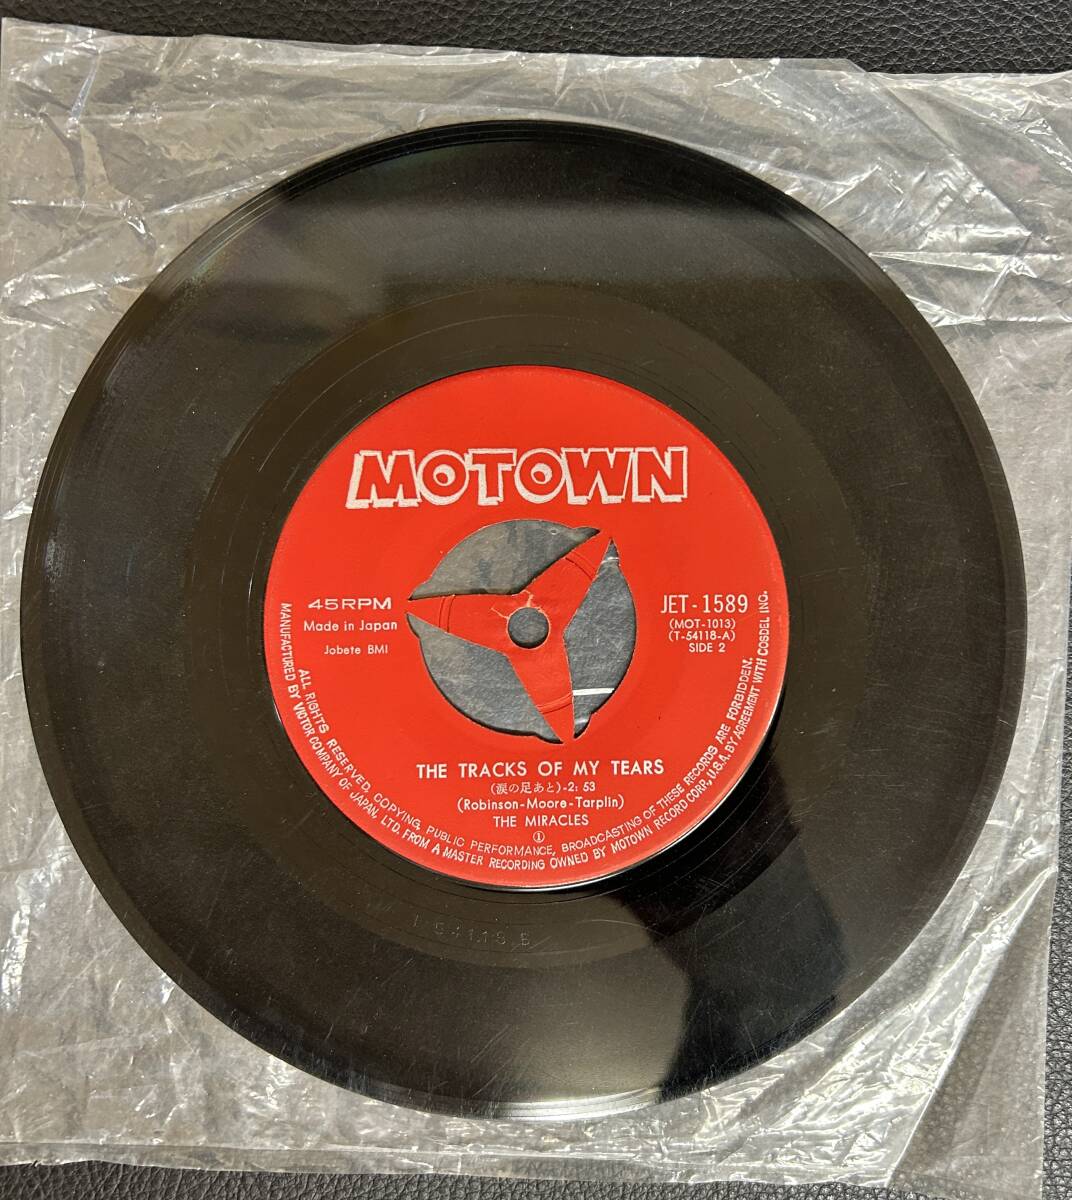 MOTOWN
45RPM
Made in Japan
Jobete BMI
JET-1589
(MOT-1013)
(T-54118-A)
SIDE 2
THE TRACKS OF MY TEARS
(涙の足あと)-2:53
(Robinson-Moore-Tarplin)
THE MIRACLES
①
ALL RIGHTS RESERVED, COPYING, PUBLIC PERFORMANCE, BROADCASTING OF THESE RECORDS ARE FORBIDDEN.
MANUFACTURED BY VICTOR COMPANY OF JAPAN, LTD. FROM A MASTER RECORDING OWNED BY MOTOWN RECORD CORP., U.S.A. BY AGREEMENT WITH COSDEL INC.